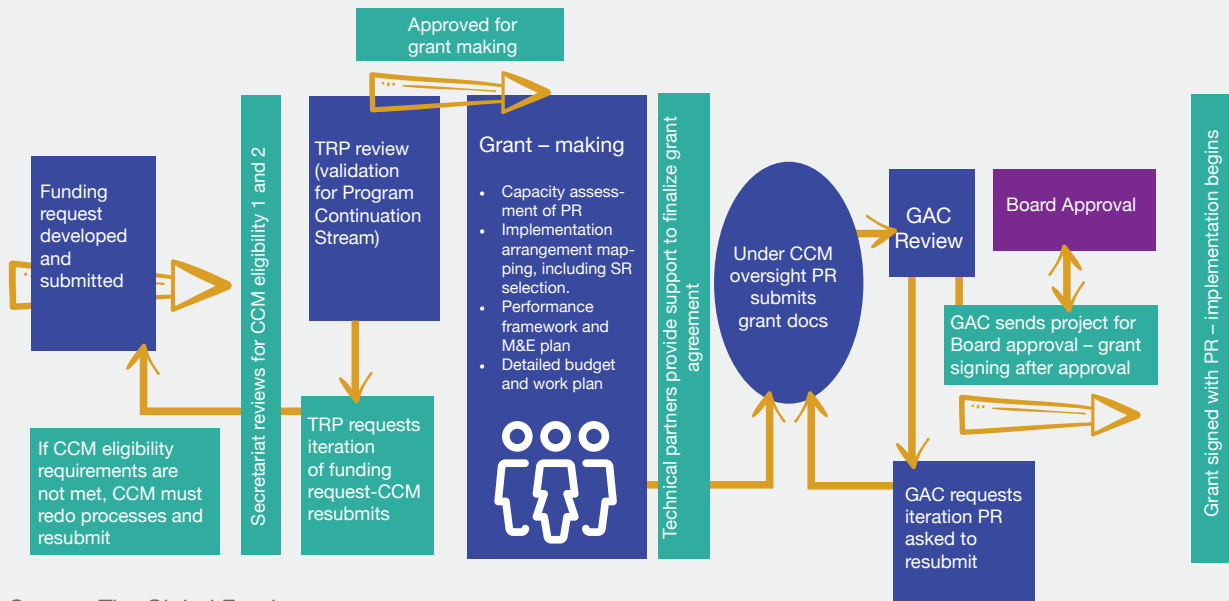 Approved for
grant making
Funding
request
developed
and
submitted
If CCM eligibility
requirements are
not met, CCM must
redo processes and
resubmit
Secretariat reviews for CCM eligibility 1 and 2
TRP review
(validation
for Program
Continuation
Stream)
TRP requests
iteration
of funding
request-CCM
resubmits
Grant – making
• Capacity assess-
ment of PR
• Implementation
arrangement map-
ping, including SR
selection.
• Performance
framework and
M&E plan
• Detailed budget
and work plan
Technical partners provide support to finalize grant
agreement
Under CCM
oversight PR
submits
grant docs
GAC
Review
Board Approval
GAC sends project for
Board approval – grant
signing after approval
GAC requests
iteration PR
asked to
resubmit
Grant signed with PR – implementation begins